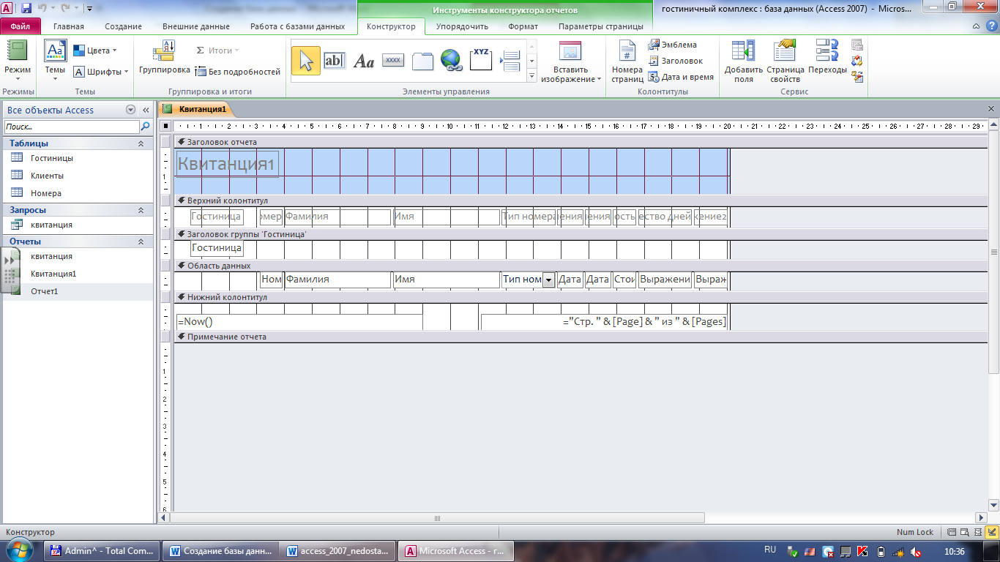 Инструменты конструктора отчетов
гостиничный комплекс : база данных (Access 2007) - Micros...
Файл Главная Создание Внешние данные Работа с базами данных Конструктор Упорядочить Формат Параметры страницы
Режим
Режимы
Темы
Цвета
Шрифты
Темы
Группировка
Итоги
Без подробностей
Группировка и итоги
ab|
Aa
xxxx
XYZ
Элементы управления
Вставить
изображение
Номера
страниц
Эмблема
Заголовок
Дата и время
Колонтитулы
Добавить
поля
Страница
свойств
Переходы
Сервис
Все объекты Access
Поиск...
Таблицы
Гостиницы
Клиенты
Номера
Запросы
квитанция
Отчеты
квитанция
Квитанция1
Отчет1
Квитанция1
1 2 3 4 5 6 7 8 9 10 11 12 13 14 15 16 17 18 19 20 21 22 23 24 25 26 27 28 29
Заголовок отчета
1
Квитанция1
Верхний колонтитул
Гостиница омер Фамилия Имя Тип номера ения ения ость ество дней жение2
Заголовок группы 'Гостиница'
Гостиница
Область данных
Ном Фамилия Имя Тип ном Дата Дата Стои Выражени Выраж
Нижний колонтитул
=Now() ="Стр. " & [Page] & " из " & [Pages]
Примечание отчета
1
2
3
4
5
6
Конструктор Num Lock
Admin^ - Total Com... Создание базы данн... access_2007_nedosta... Microsoft Access - г... RU 10:36